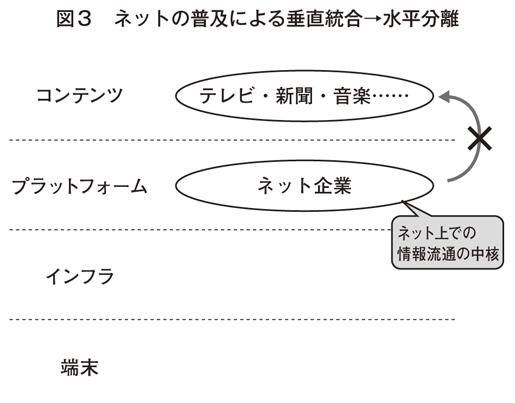 図3 ネットの普及による垂直統合→水平分離
コンテンツ
テレビ・新聞・音楽……
プラットフォーム
ネット企業
ネット上での
情報流通の中核
インフラ
端末